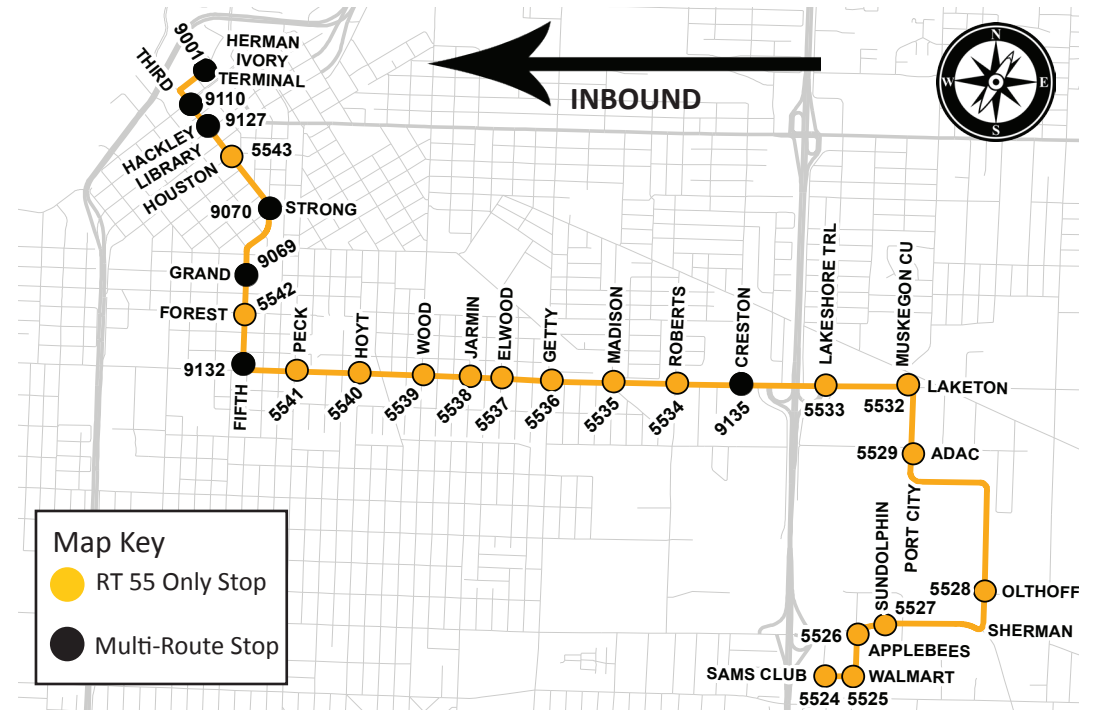 INBOUND
N
W
E
S
9001
HERMAN
IVORY
TERMINAL
THIRD
9110
9127
HACKLEY
LIBRARY
5543
HOUSTON
9070
STRONG
9069
GRAND
5542
FOREST
9132
FIFTH
PECK
5541
HOYT
5540
WOOD
5539
JARMIN
5538
ELWOOD
5537
GETTY
5536
MADISON
5535
ROBERTS
5534
CRESTON
9135
LAKESHORE TRL
5533
MUSKEGON CU
5532
LAKETON
5529
ADAC
PORT CITY
SUNDOLPHIN
5528
OLTHOFF
5527
SHERMAN
5526
APPLEBEES
SAMS CLUB
WALMART
5524
5525
Map Key
RT 55 Only Stop
Multi-Route Stop